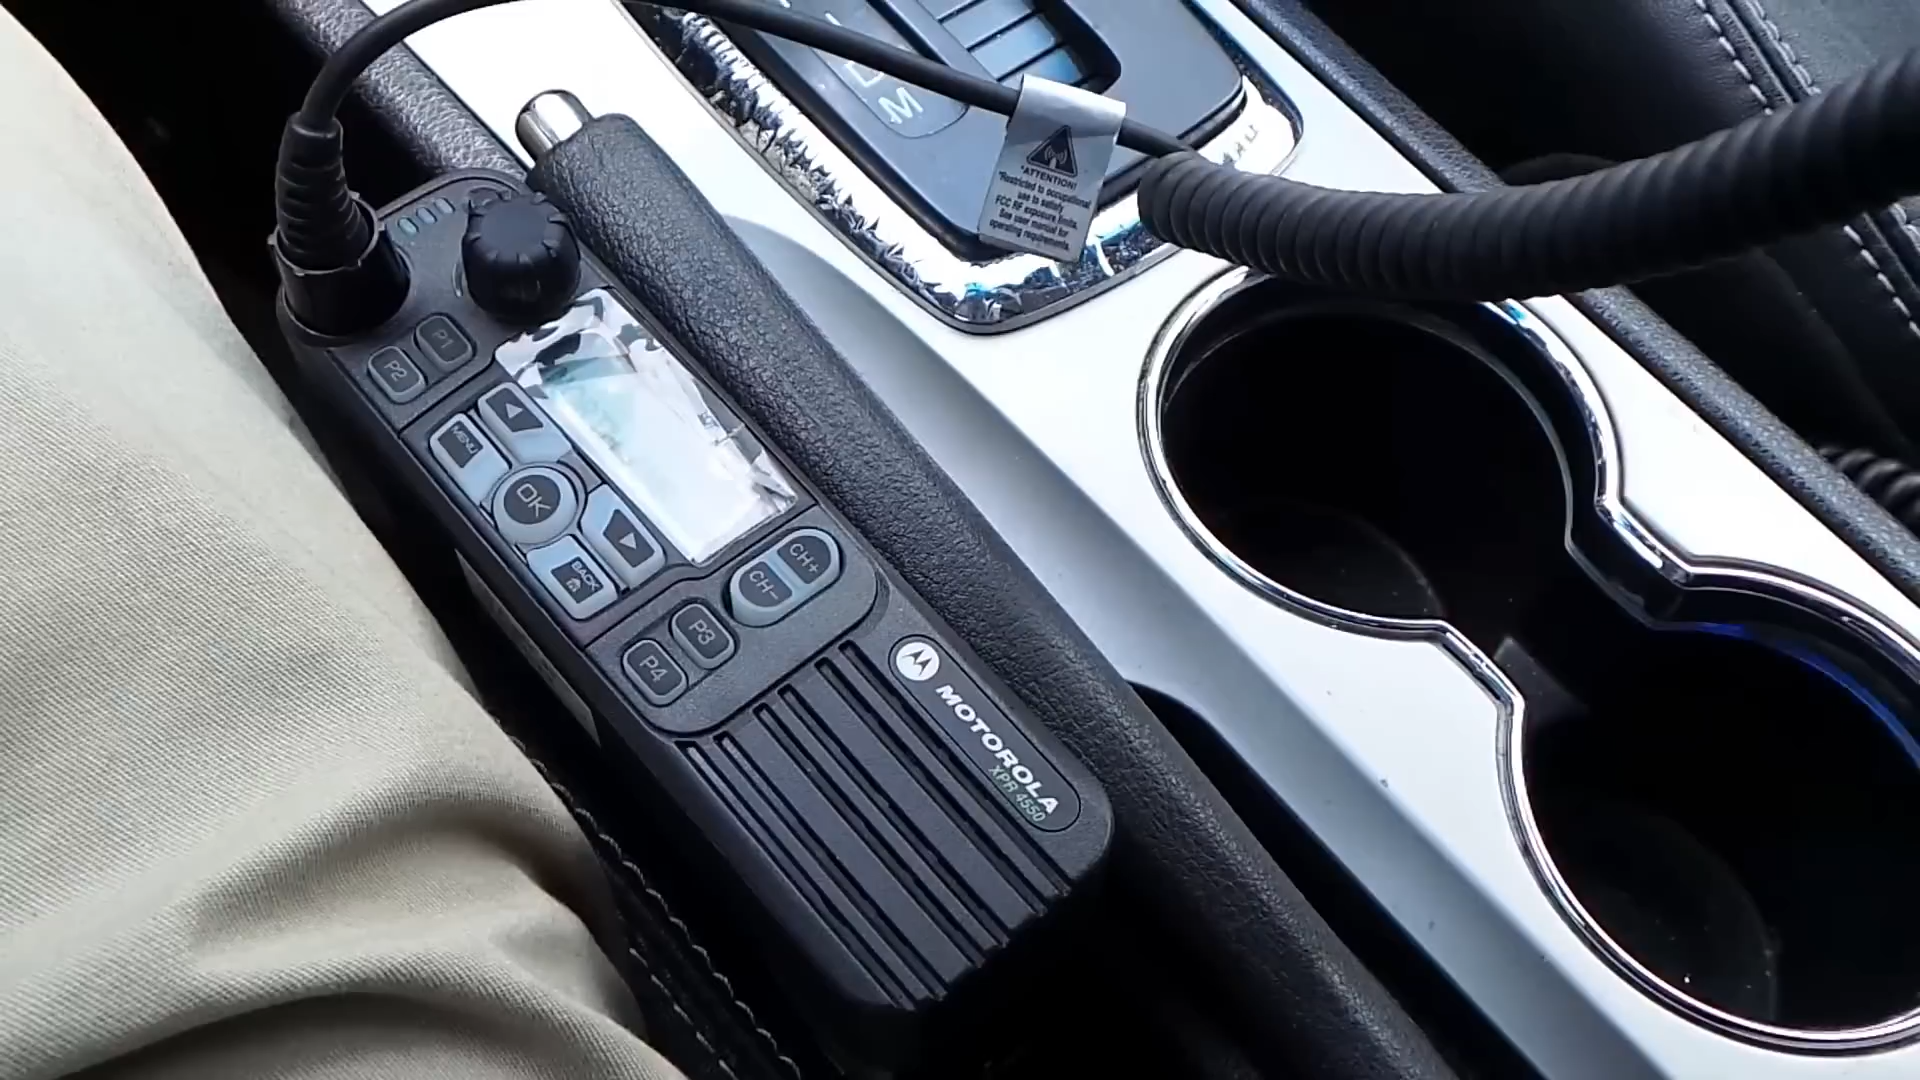 M
*ATTENTION!
"Restricted to occupational
use to satisfy
FCC RF exposure limits.
See user manual for
operating requirements.
P1
P2
MENU
OK
BACK
CH+
CH-
P3
P4
MOTOROLA
XPR 4550